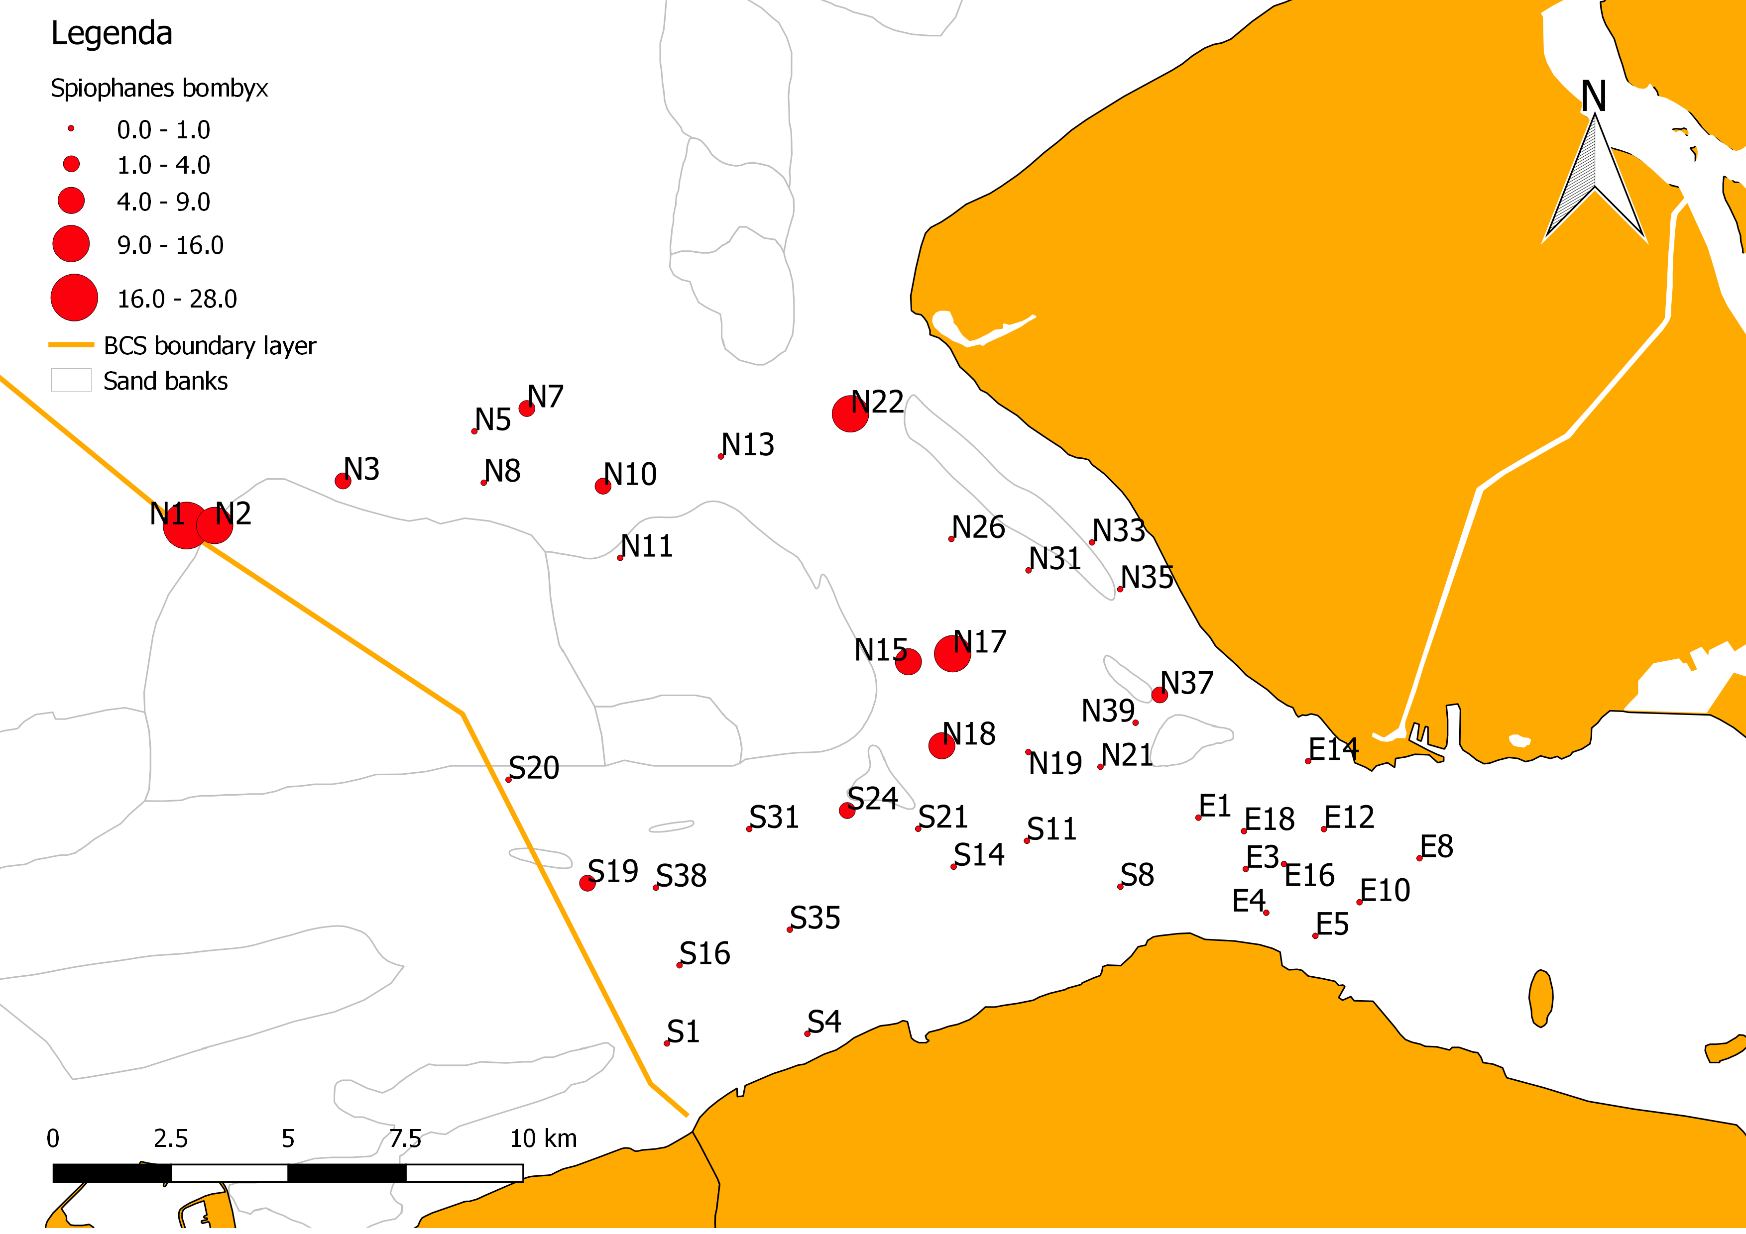 Legenda
Spiophanes bombyx
0.0 - 1.0
1.0 - 4.0
4.0 - 9.0
9.0 - 16.0
16.0 - 28.0
BCS boundary layer
Sand banks
N
N7
N5
N22
N13
N3
N8
N10
N1
N2
N11
N26
N33
N31
N35
N15
N17
N37
N39
N18
N19
N21
E14
S20
S24
S31
S21
S11
E1
E18
E12
S14
E8
S19
S38
S8
E3
E16
E4
E10
S35
E5
S16
S1
S4
0 2.5 5 7.5 10 km